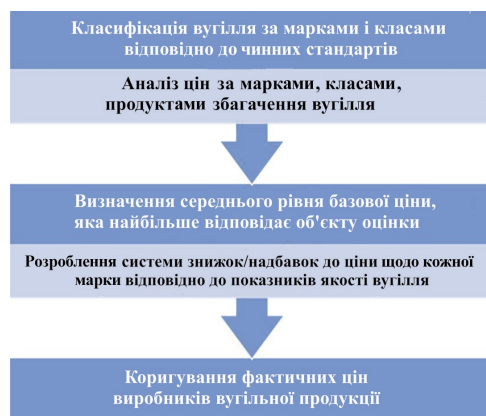 Класифікація вугілля за марками і класами
відповідно до чинних стандартів
Аналіз цін за марками, класами,
продуктами збагачення вугілля
Визначення середнього рівня базової ціни,
яка найбільше відповідає об'єкту оцінки
Розроблення системи знижок/надбавок до ціни щодо кожної
марки відповідно до показників якості вугілля
Коригування фактичних цін
виробників вугільної продукції